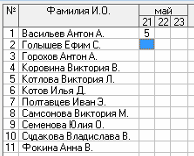 № Фамилия И.О. май
21 22 23
1 Васильев Антон А. 5
2 Голышев Ефим С.
3 Горохов Антон А.
4 Коровина Виктория В.
5 Котлова Виктория Л.
6 Котов Илья Д.
7 Полтавцев Иван Э.
8 Самсонова Виктория М.
9 Семенова Юлия О.
10 Судакова Владислава В.
11 Фокина Анна В.